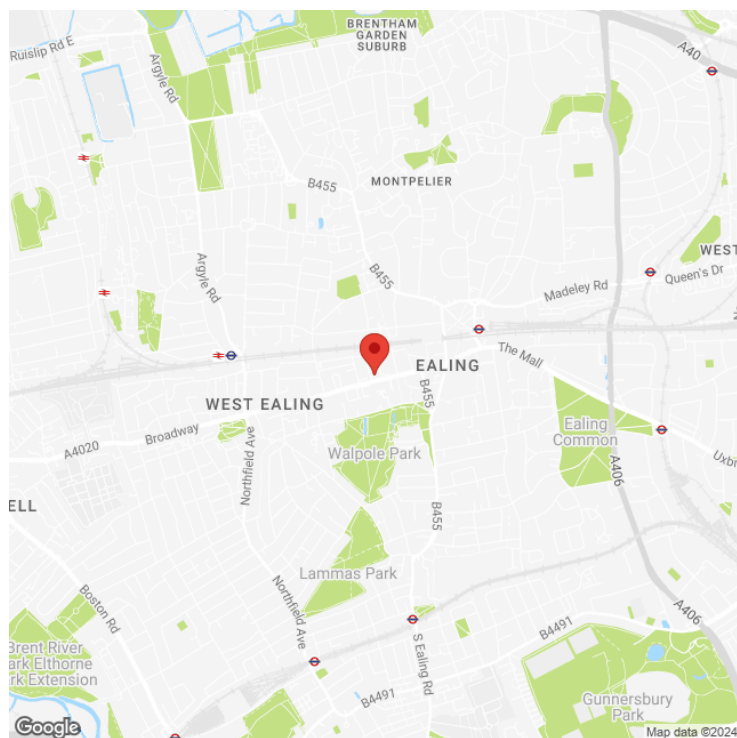 BRENTHAM
GARDEN
SUBURB
Ruislip Rd E
Argyle Rd
A40
B455
MONTPELIER
WEST
Argyle Rd
B455
Madeley Rd
Queen's Dr
The Mall
EALING
WEST EALING
B455
A4020
Broadway
Northfield Ave
Walpole Park
Ealing
Common
A406
Uxb
ELL
B455
Lammas Park
Boston Rd
Northfield Ave
S Ealing Rd
B4491
A406
Brent River
Park Elthorne
Park Extension
B4491
Gunnersbury
Park
Google
Map data ©2024